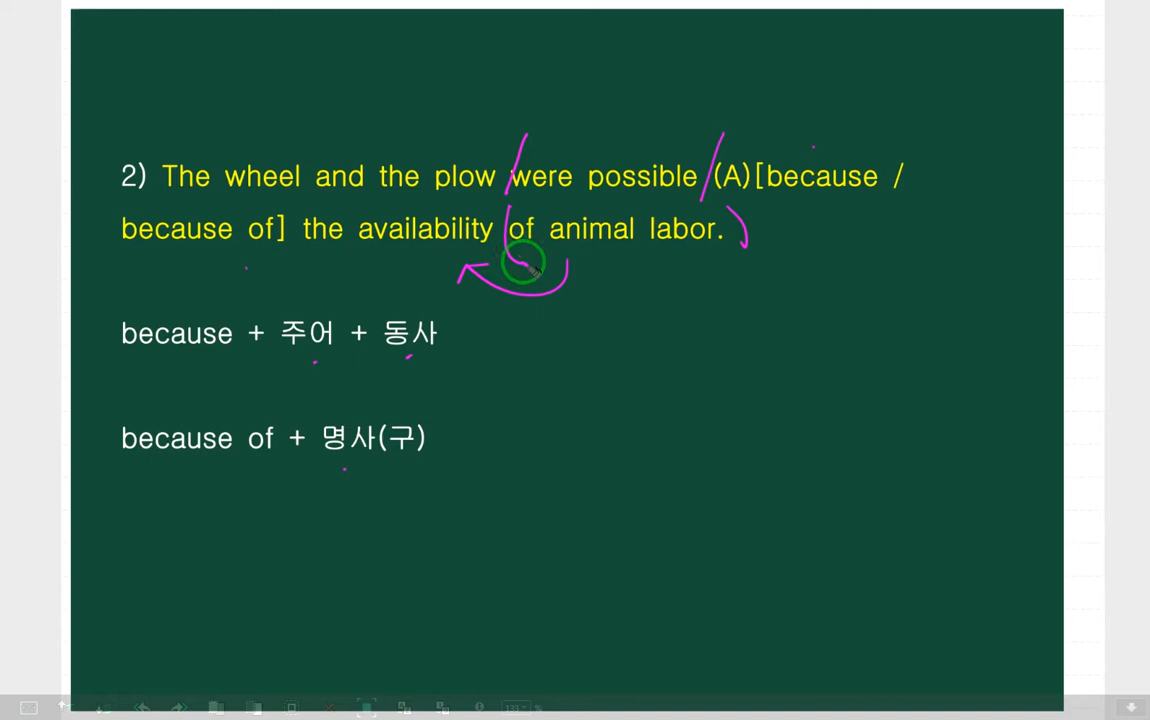 2) The wheel and the plow were possible (A)[because /
because of] the availability of animal labor.
because + 주어 + 동사
because of + 명사(구)
133 %